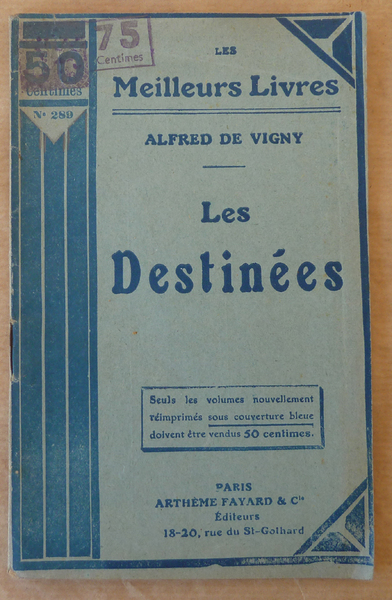 75
Centimes
50
Centimes
N° 289
LES
Meilleurs Livres
ALFRED DE VIGNY
Les
Destinées
Seuls les volumes nouvellement
réimprimés sous couverture bleue
doivent être vendus 50 centimes.
PARIS
ARTHÈME FAYARD & Cie
Éditeurs
18-20, rue du St-Gothard